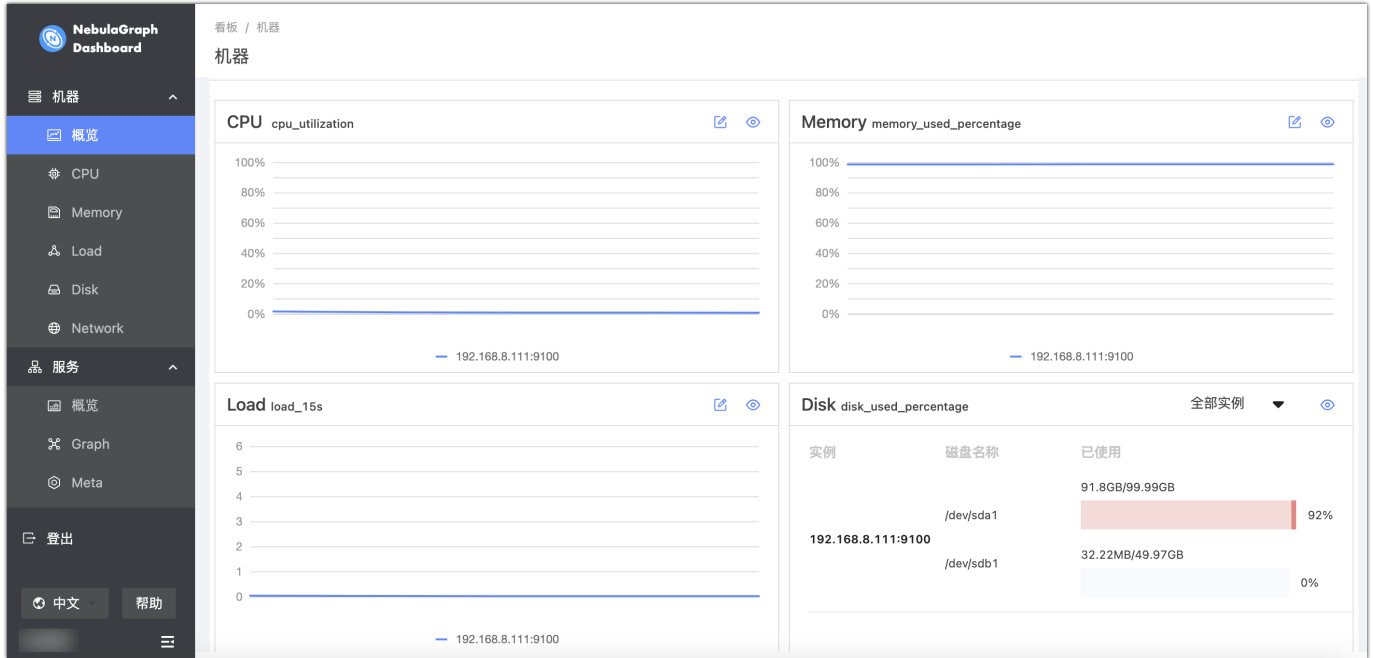 NebulaGraph
Dashboard
机器
概览
CPU
Memory
Load
Disk
Network
服务
概览
Graph
Meta
登出
中文
帮助
看板 / 机器
机器
CPU cpu_utilization
100%
80%
60%
40%
20%
0%
192.168.8.111:9100
Memory memory_used_percentage
100%
80%
60%
40%
20%
0%
192.168.8.111:9100
Load load_15s
6
5
4
3
2
1
0
192.168.8.111:9100
Disk disk_used_percentage 全部实例
实例 磁盘名称 已使用
91.8GB/99.99GB
/dev/sda1 92%
192.168.8.111:9100
32.22MB/49.97GB
/dev/sdb1 0%